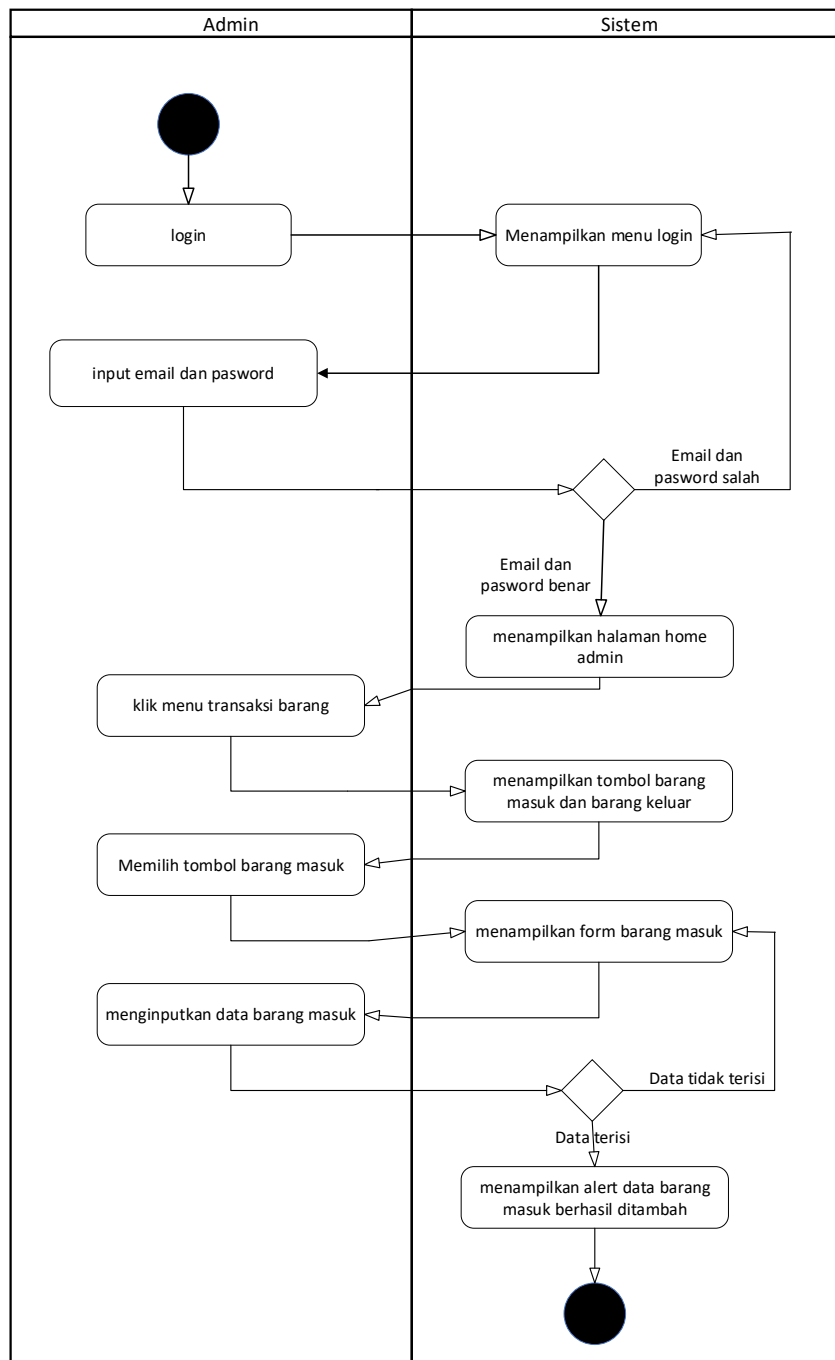 Admin
Sistem
login
Menampilkan menu login
input email dan pasword
Email dan
pasword salah
Email dan
pasword benar
menampilkan halaman home
admin
klik menu transaksi barang
menampilkan tombol barang
masuk dan barang keluar
Memilih tombol barang masuk
menampilkan form barang masuk
menginputkan data barang masuk
Data tidak terisi
Data terisi
menampilkan alert data barang
masuk berhasil ditambah